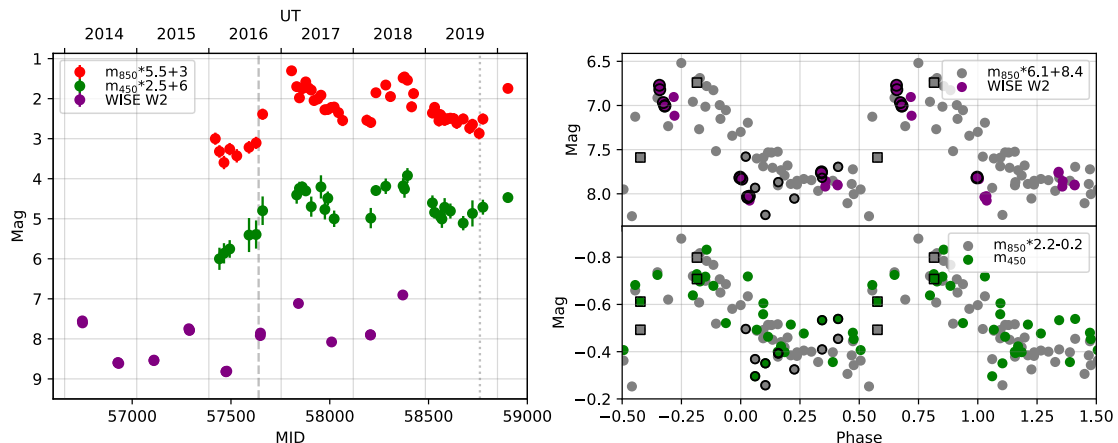 UT
2014 2015 2016 2017 2018 2019
1
2
3
4
5
6
7
8
9
Mag
m850*5.5+3
m450*2.5+6
WISE W2
57000 57500 58000 58500 59000
MJD
6.5
7.0
7.5
8.0
Mag
m850*6.1+8.4
WISE W2
−0.8
−0.6
−0.4
−0.2
Mag
m850*2.2-0.2
m450
−0.5 −0.25 0.00 0.25 0.50 0.75 1.00 1.25 1.50
Phase